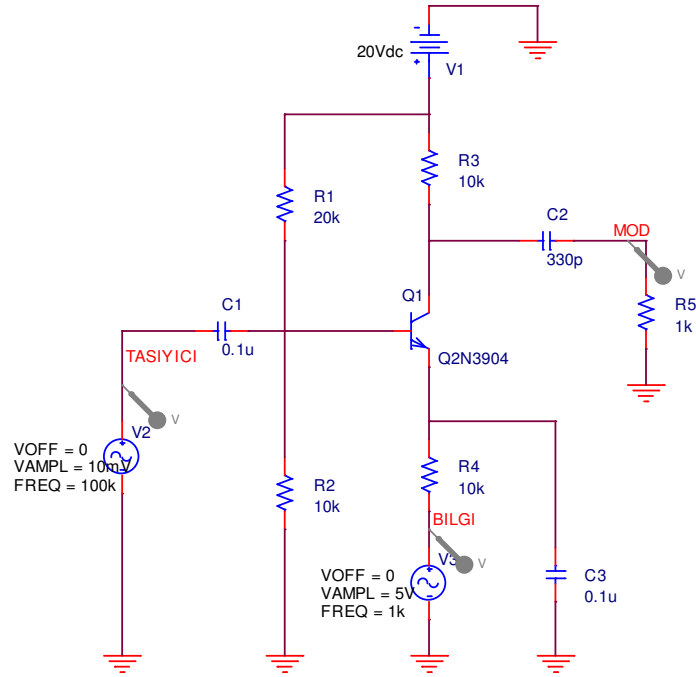 -
20Vdc
+
V1
R3
10k
R1
20k
C2
330p
MOD
V
R5
1k
Q1
Q2N3904
C1
0.1u
TASIYICI
V
V2
VOFF = 0
VAMPL = 10mV
FREQ = 100k
R2
10k
R4
10k
BILGI
V
V3
VOFF = 0
VAMPL = 5V
FREQ = 1k
C3
0.1u